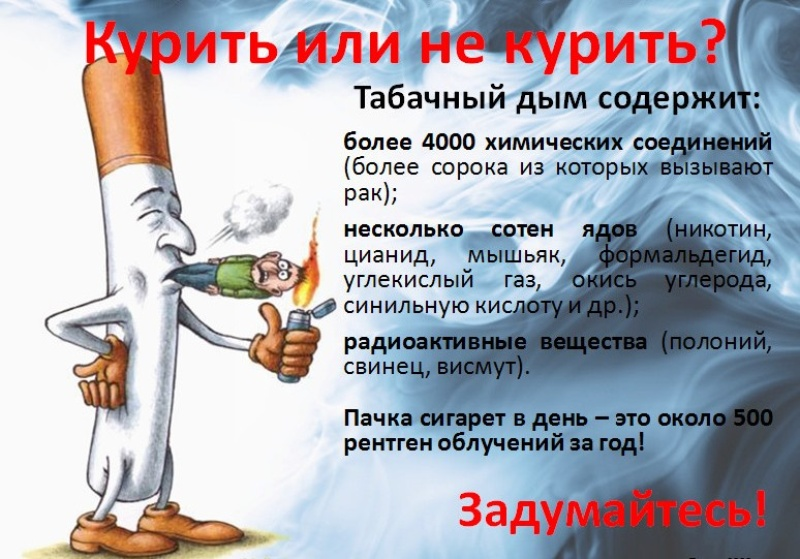 Курить или не курить?
Табачный дым содержит:
более 4000 химических соединений
(более сорока из которых вызывают
рак);
несколько сотен ядов (никотин,
цианид, мышьяк, формальдегид,
углекислый газ, окись углерода,
синильную кислоту и др.);
радиоактивные вещества (полоний,
свинец, висмут).
Пачка сигарет в день – это около 500
рентген облучений за год!
Задумайтесь!